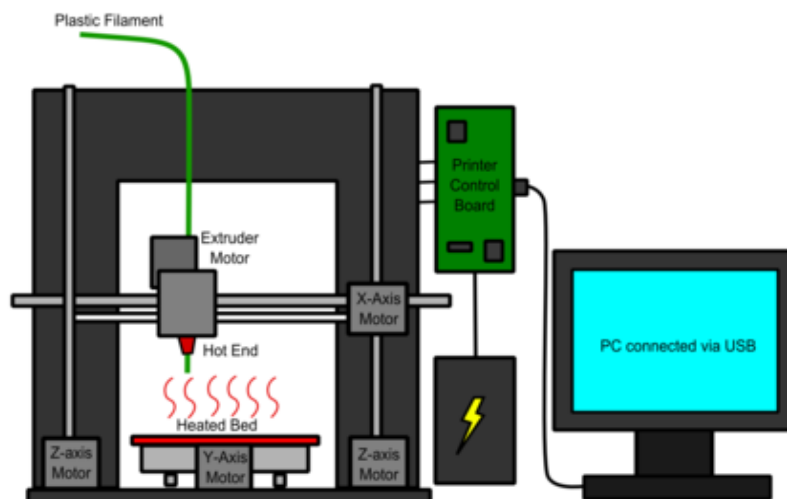 Plastic Filament
Printer
Control
Board
Extruder
Motor
X-Axis
Motor
PC connected via USB
Hot End
Heated Bed
Z-axis
Motor
Y-Axis
Motor
Z-axis
Motor